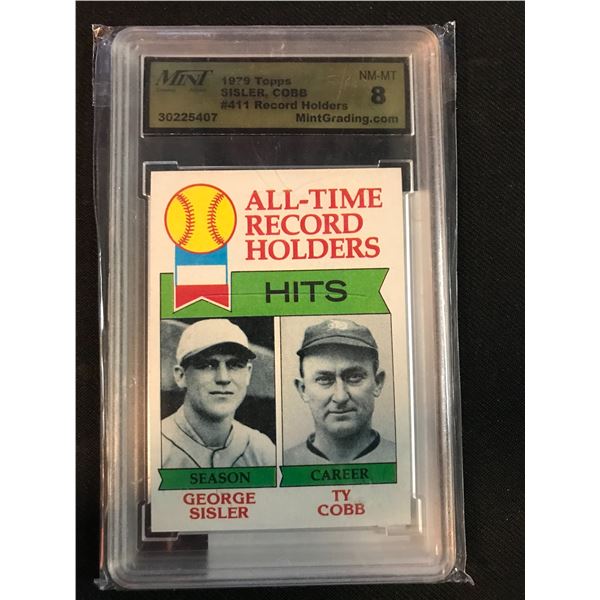 MINT
1979 Topps
NM-MT
SISLER, COBB
8
#411 Record Holders
30225407
MintGrading.com
ALL-TIME
RECORD
HOLDERS
HITS
SEASON
CAREER
GEORGE
SISLER
TY
COBB